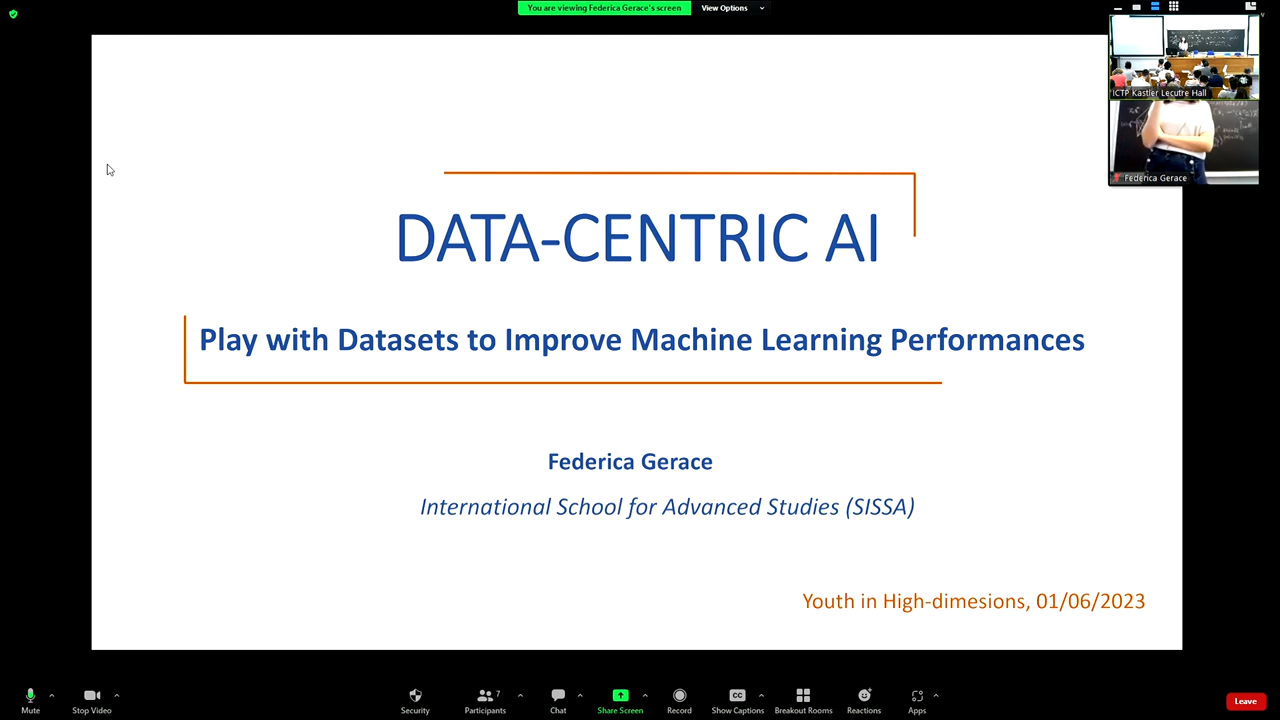 You are viewing Federica Gerace's screen
View Options
ICTP Kastler Lecutre Hall
Federica Gerace
DATA-CENTRIC AI
Play with Datasets to Improve Machine Learning Performances
Federica Gerace
International School for Advanced Studies (SISSA)
Youth in High-dimesions, 01/06/2023
Mute
Stop Video
Security
Participants
7
Chat
Share Screen
Record
CC
Show Captions
Breakout Rooms
Reactions
Apps
Leave